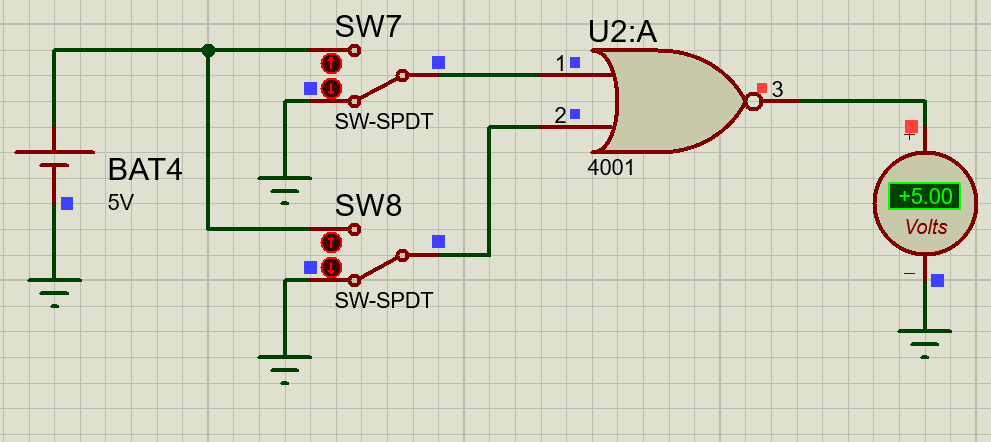 SW7
SW-SPDT
BAT4
5V
SW8
SW-SPDT
U2:A
1
2
3
4001
+
+5.00
Volts
−